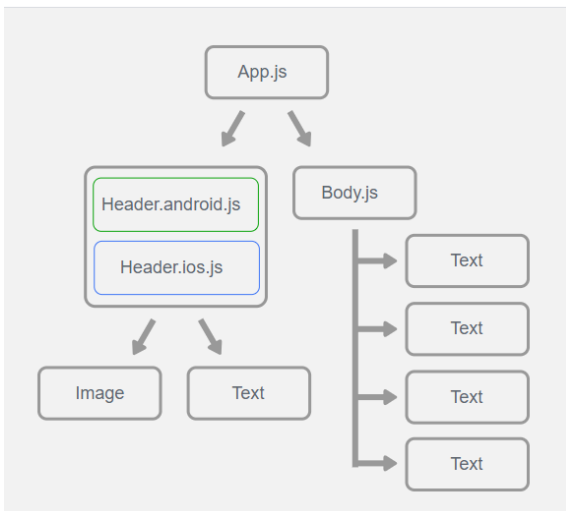 App.js
Header.android.js
Header.ios.js
Body.js
Image
Text
Text
Text
Text
Text